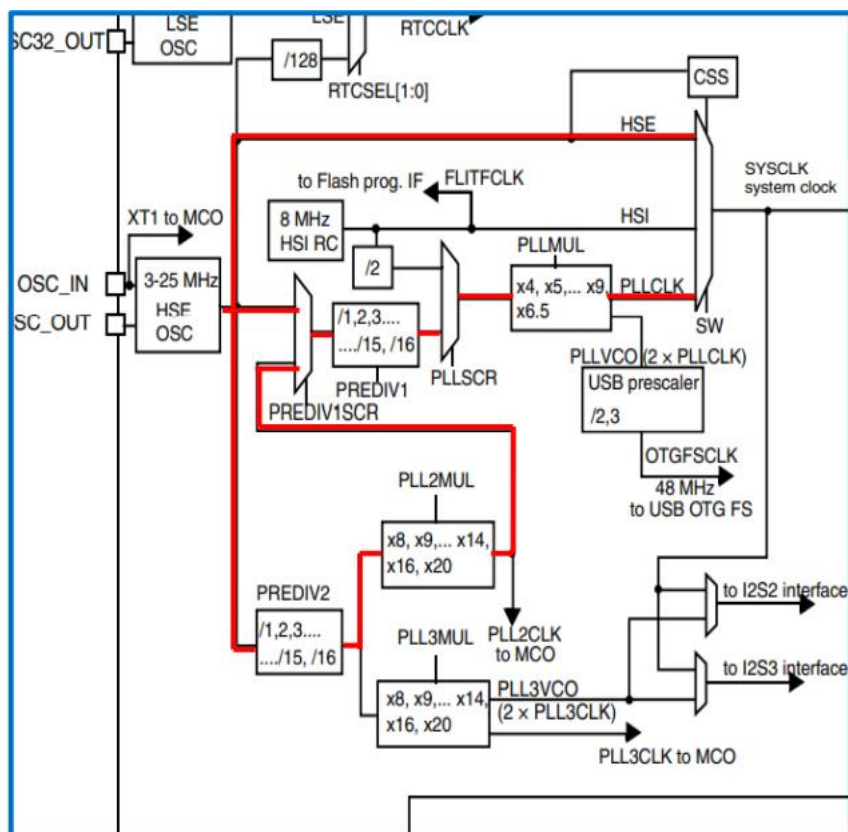 LSE
OSC
SC32_OUT
LSE
RTCCLK
/128
RTCSEL[1:0]
CSS
HSE
to Flash prog. IF
FLITFCLK
SYSCLK
system clock
XT1 to MCO
8 MHz
HSI RC
HSI
/2
PLLMUL
OSC_IN
3-25 MHz
HSE
OSC
x4, x5,... x9,
x6.5
PLLCLK
SC_OUT
/1,2,3....
..../15, /16
SW
PLLSCR
PLLVCO (2 × PLLCLK)
PREDIV1
PREDIV1SCR
USB prescaler
/2,3
OTGFSCLK
48 MHz
to USB OTG FS
PLL2MUL
x8, x9,... x14,
x16, x20
PREDIV2
/1,2,3....
..../15, /16
PLL2CLK
to MCO
to I2S2 interface
PLL3MUL
to I2S3 interface
x8, x9,... x14,
x16, x20
PLL3VCO
(2 × PLL3CLK)
PLL3CLK to MCO